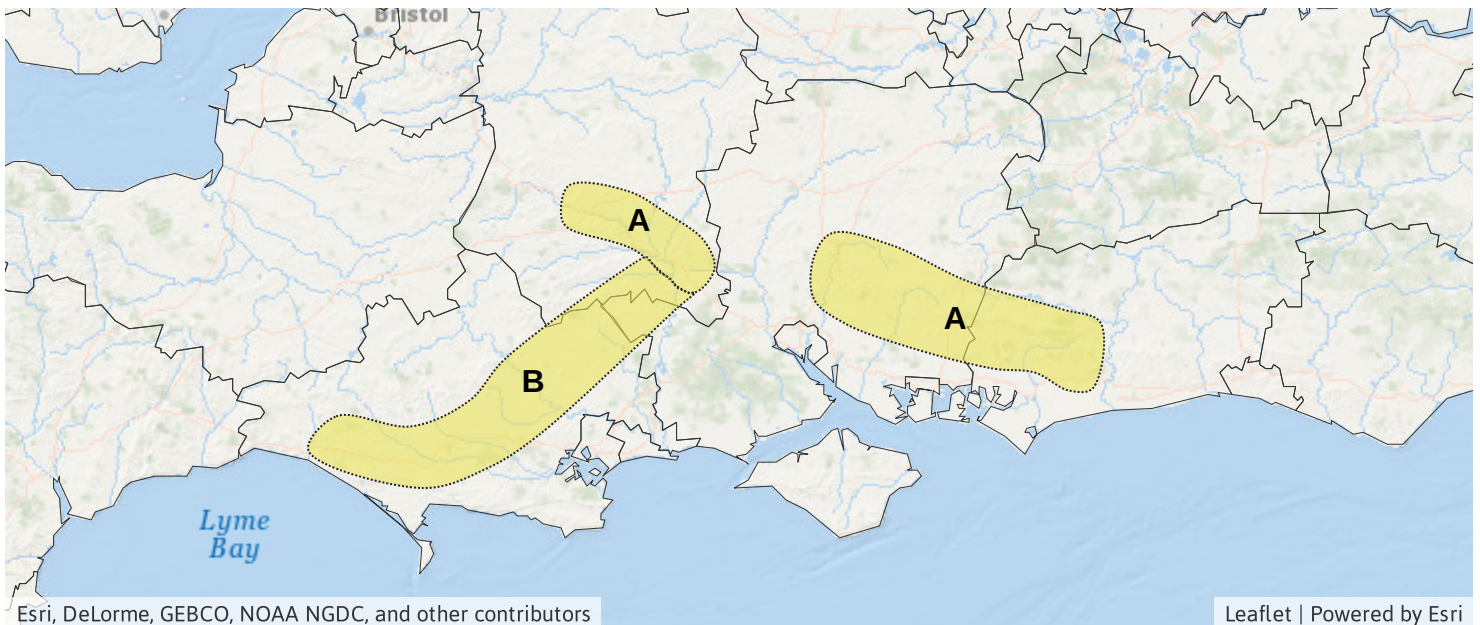 Bristol
A
A
B
Lyme
Bay
Esri, DeLorme, GEBCO, NOAA NGDC, and other contributors
Leaflet | Powered by Esri